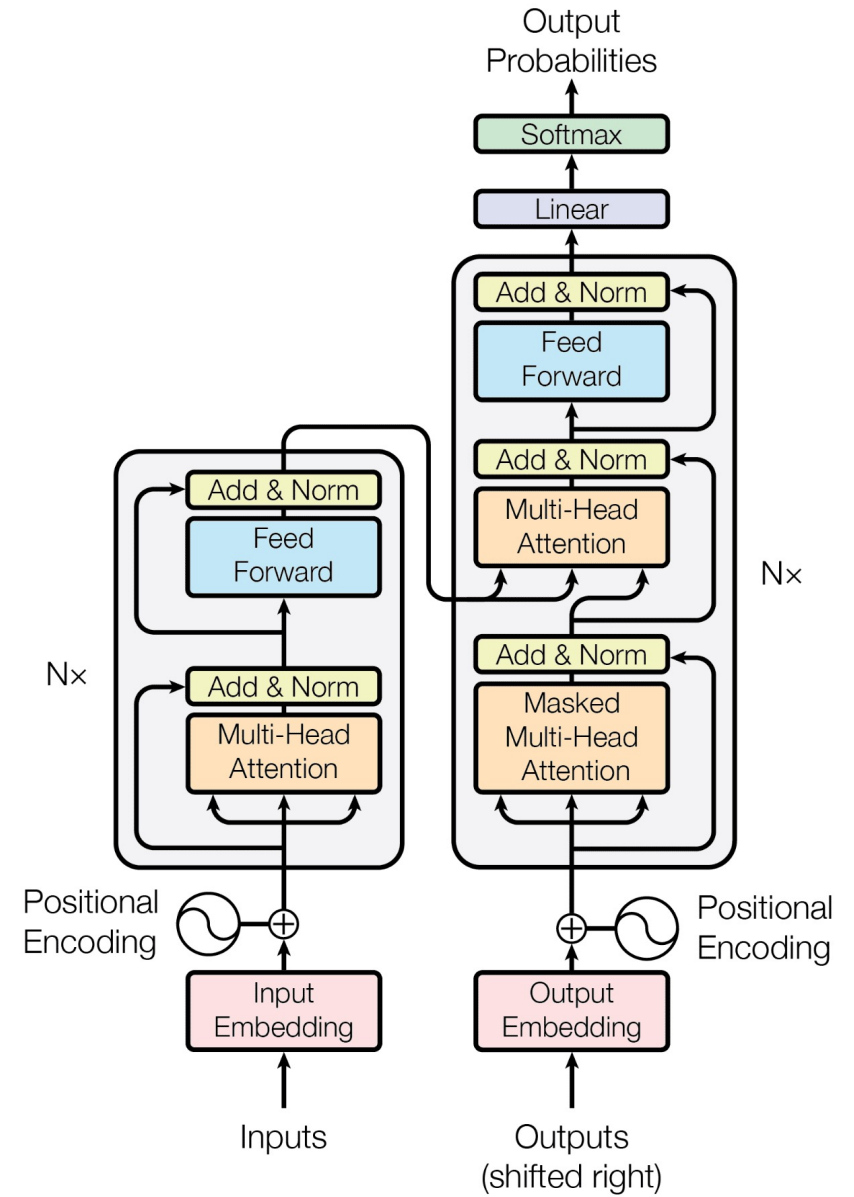 Output
Probabilities
Softmax
Linear
Add & Norm
Feed
Forward
Add & Norm
Multi-Head
Attention
N×
Add & Norm
Masked
Multi-Head
Attention
Add & Norm
Feed
Forward
N×
Add & Norm
Multi-Head
Attention
Positional
Encoding
Positional
Encoding
Input
Embedding
Output
Embedding
Inputs
Outputs
(shifted right)